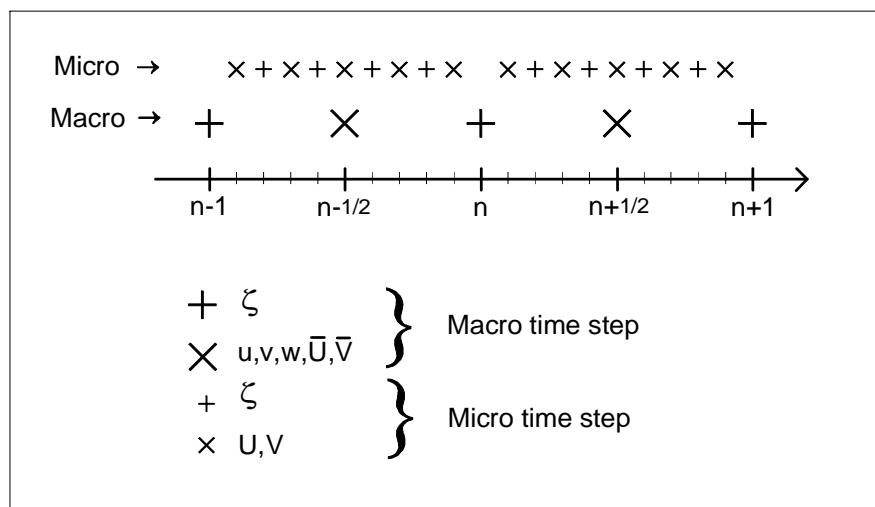 Micro →
× + × + × + × + × × + × + × + × + ×
Macro →
+ × + × +
n-1 n-1/2 n n+1/2 n+1
+ ζ
× u,v,w,U̅,V̅
} Macro time step
+ ζ
× U,V
} Micro time step